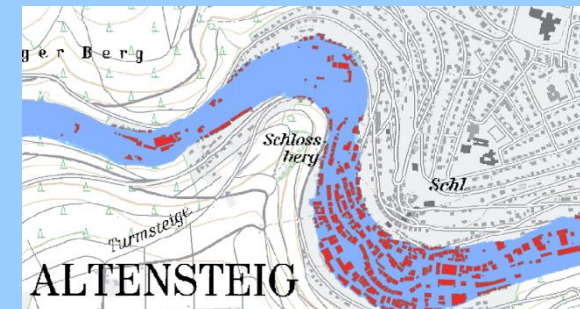 ger Berg
Schloss
berg
Schl
Turmsteige
ALTENSTEIG